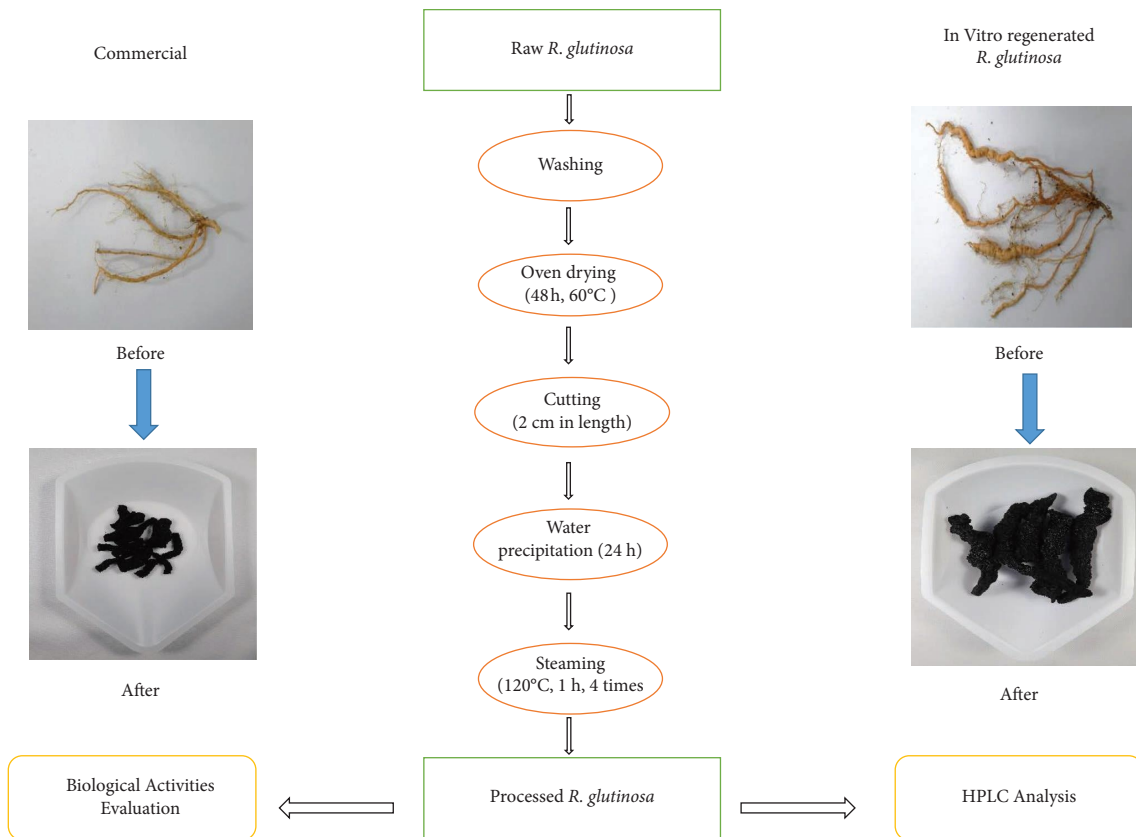 Commercial
Before
After
Biological Activities
Evaluation
Raw R. glutinosa
Washing
Oven drying
(48 h, 60°C )
Cutting
(2 cm in length)
Water
precipitation (24 h)
Steaming
(120°C, 1 h, 4 times
Processed R. glutinosa
In Vitro regenerated
R. glutinosa
Before
After
HPLC Analysis